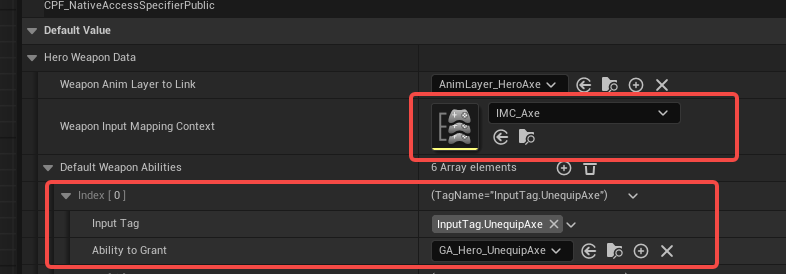 CPF_NativeAccessSpecifierPublic
Default Value
Hero Weapon Data
Weapon Anim Layer to Link AnimLayer_HeroAxe
Weapon Input Mapping Context IMC_Axe
Default Weapon Abilities 6 Array elements
Index [ 0 ] (TagName="InputTag.UnequipAxe")
Input Tag InputTag.UnequipAxe
Ability to Grant GA_Hero_UnequipAxe